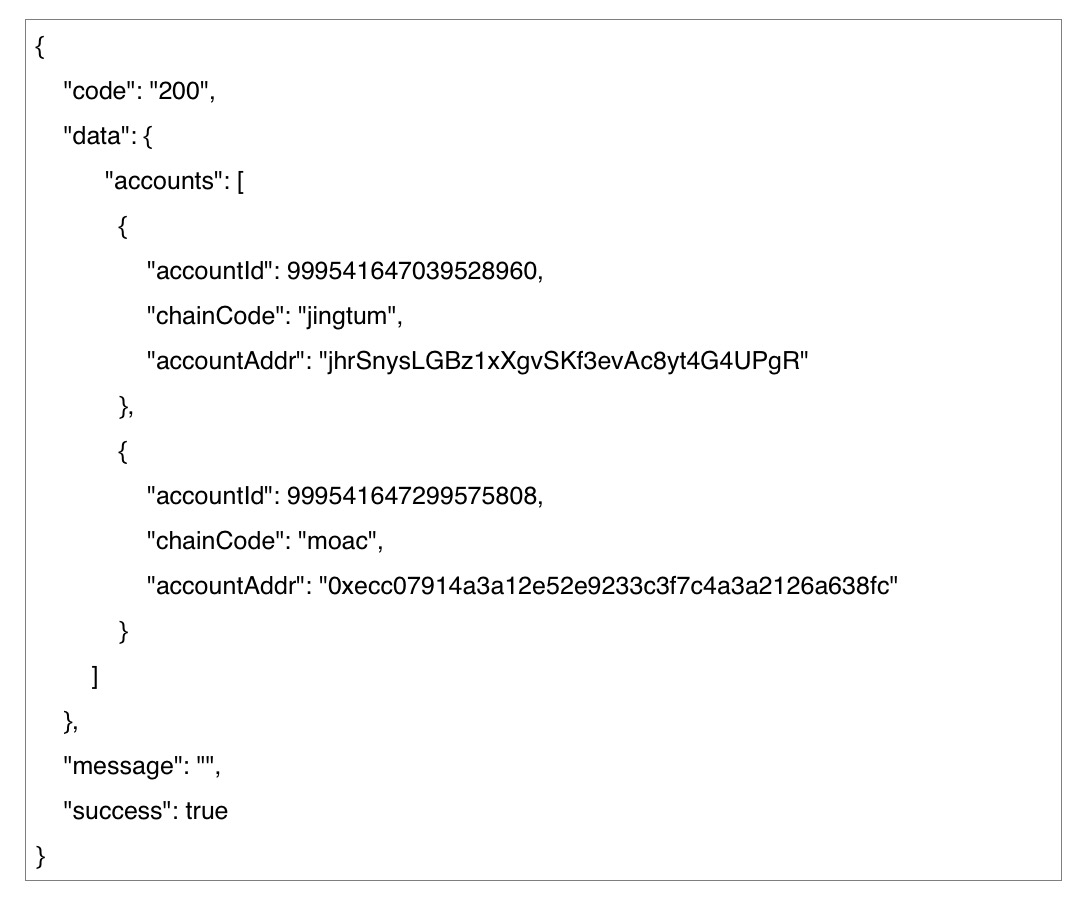 {
"code": "200",
"data": {
"accounts": [
{
"accountId": 999541647039528960,
"chainCode": "jingtum",
"accountAddr": "jhrSnysLGBz1xXgvSKf3evAc8yt4G4UPgR"
},
{
"accountId": 999541647299575808,
"chainCode": "moac",
"accountAddr": "0xecc07914a3a12e52e9233c3f7c4a3a2126a638fc"
}
]
},
"message": "",
"success": true
}